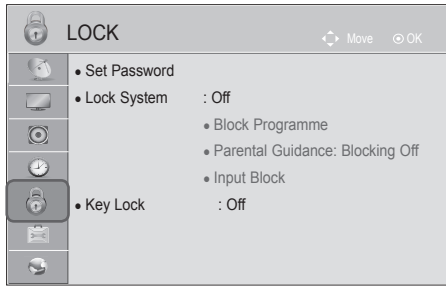 LOCK Move OK
• Set Password
• Lock System : Off
• Block Programme
• Parental Guidance: Blocking Off
• Input Block
• Key Lock : Off